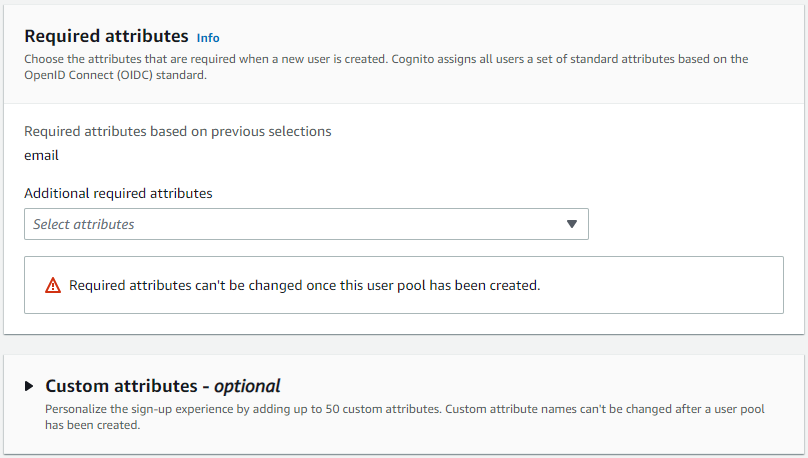 Required attributes Info
Choose the attributes that are required when a new user is created. Cognito assigns all users a set of standard attributes based on the
OpenID Connect (OIDC) standard.
Required attributes based on previous selections
email
Additional required attributes
Select attributes
Required attributes can't be changed once this user pool has been created.
Custom attributes - optional
Personalize the sign-up experience by adding up to 50 custom attributes. Custom attribute names can't be changed after a user pool
has been created.